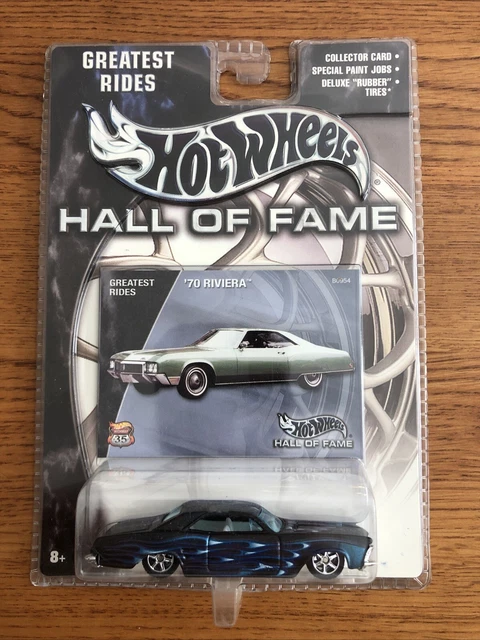 GREATEST
RIDES
COLLECTOR CARD •
SPECIAL PAINT JOBS •
DELUXE "RUBBER" •
TIRES*
HOT WHEELS
HALL OF FAME
GREATEST
RIDES
'70 RIVIERA™
HOT WHEELS
HALL OF FAME
35
8+